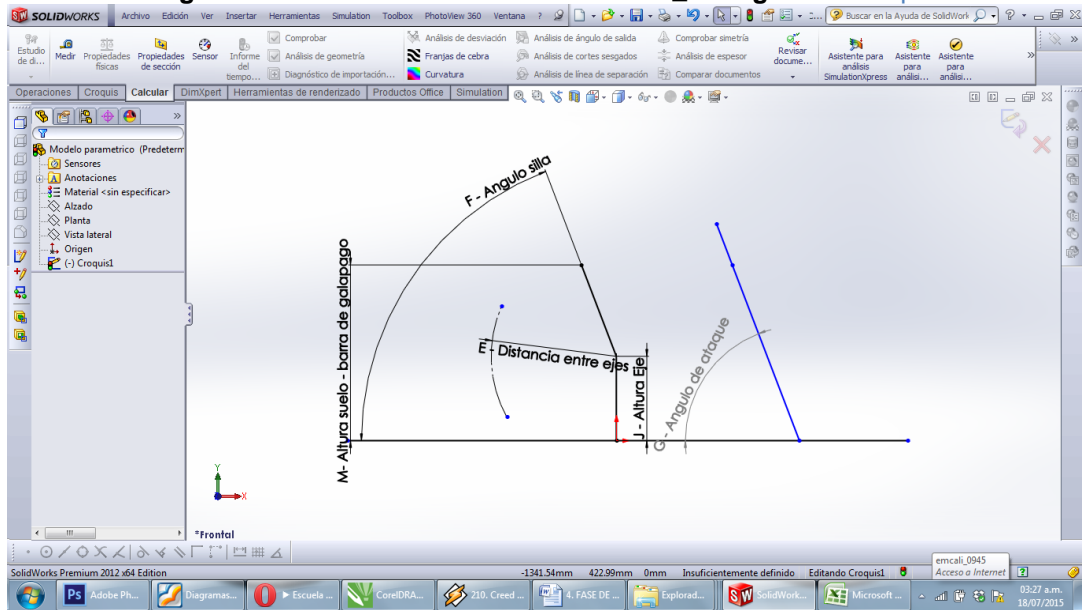 SOLIDWORKS Archivo Edición Ver Insertar Herramientas Simulation Toolbox PhotoView 360 Ventana ? Buscar en la Ayuda de SolidWork
Estudio de di...
Medir
Propiedades físicas
Propiedades de sección
Sensor
Informe del tiempo...
Comprobar
Análisis de geometría
Diagnóstico de importación...
Análisis de desviación
Franjas de cebra
Curvatura
Análisis de ángulo de salida
Análisis de cortes sesgados
Análisis de línea de separación
Comprobar simetría
Análisis de espesor
Comparar documentos
Revisar docume...
Asistente para análisis SimulationXpress
Asistente para análisi...
Asistente para análisi...
Operaciones Croquis Calcular DimXpert Herramientas de renderizado Productos Office Simulation
Modelo parametrico (Predeterm
Sensores
Anotaciones
Material <sin especificar>
Alzado
Planta
Vista lateral
Origen
(-) Croquis1
F - Angulo silla
M- Altura suelo - barra de galapago
E - Distancia entre ejes
J - Altura Eje
G - Angulo de ataque
Y
X
*Frontal
SolidWorks Premium 2012 x64 Edition -1341.54mm 422.99mm 0mm Insuficientemente definido Editando Croquis1
emcali_0945
Acceso a Internet
Adobe Ph... Diagramas... Escuela ... CorelDRA... 210. Creed ... 4. FASE DE ... Explorad... SolidWork... Microsoft ...
03:27 a.m.
18/07/2015